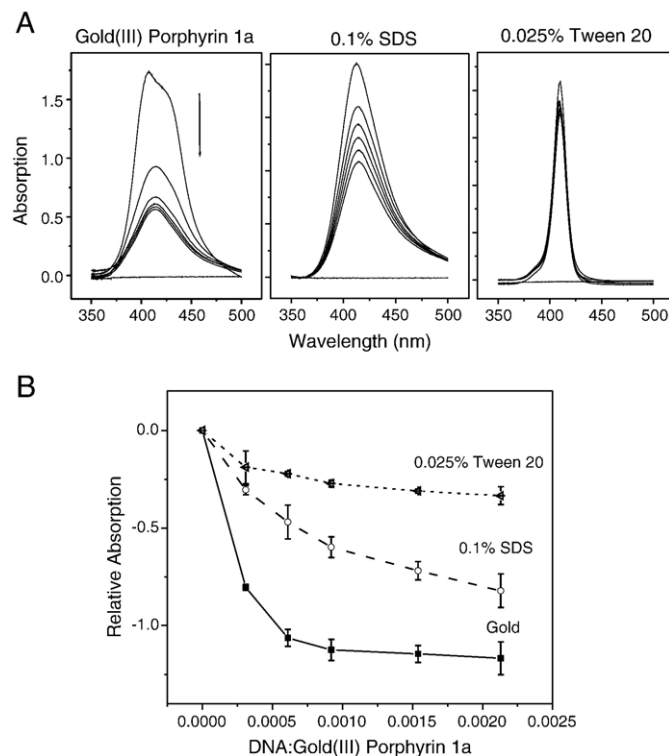 A
Gold(III) Porphyrin 1a
0.1% SDS
0.025% Tween 20
Absorption
1.5
1.0
0.5
0.0
350 400 450 500
350 400 450 500
350 400 450 500
Wavelength (nm)
B
Relative Absorption
0.0
-0.5
-1.0
0.025% Tween 20
0.1% SDS
Gold
0.0000 0.0005 0.0010 0.0015 0.0020 0.0025
DNA:Gold(III) Porphyrin 1a